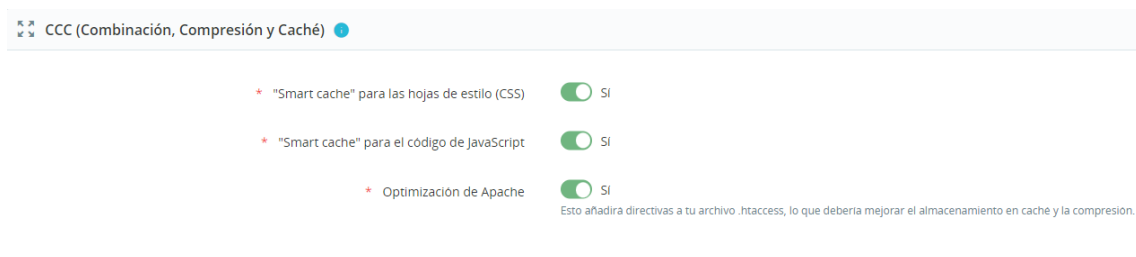 CCC (Combinación, Compresión y Caché)
* "Smart cache" para las hojas de estilo (CSS) Sí
* "Smart cache" para el código de JavaScript Sí
* Optimización de Apache Sí
Esto añadirá directivas a tu archivo .htaccess, lo que debería mejorar el almacenamiento en caché y la compresión.